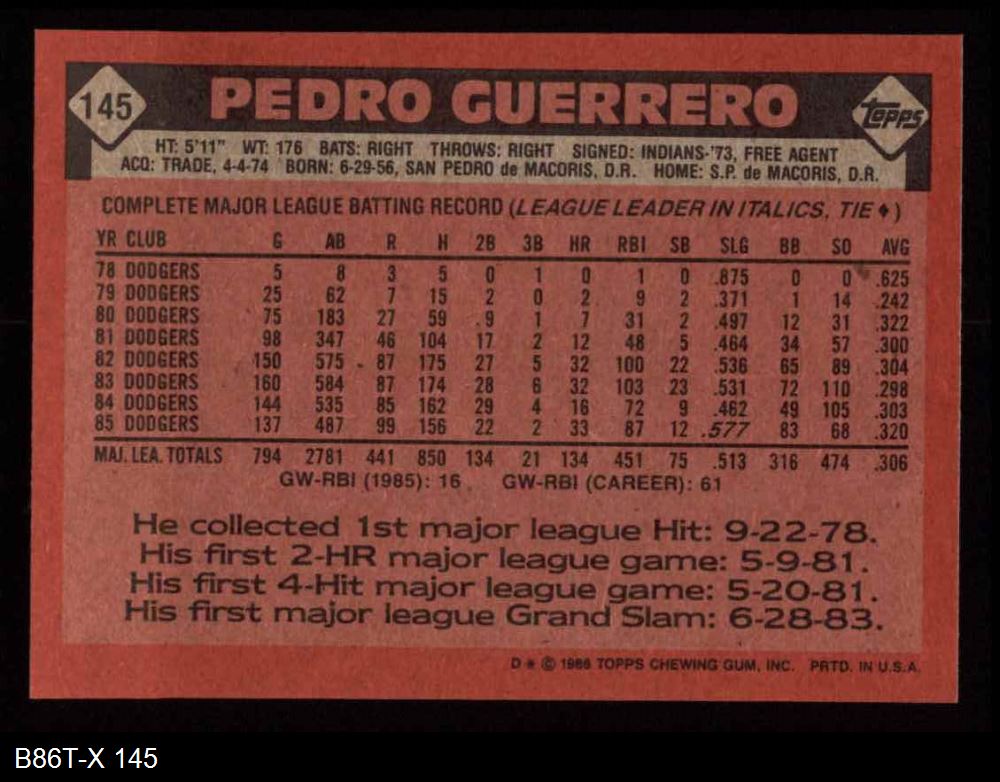 145 PEDRO GUERRERO Topps
HT: 5'11" WT: 176 BATS: RIGHT THROWS: RIGHT SIGNED: INDIANS-'73, FREE AGENT
ACQ: TRADE, 4-4-74 BORN: 6-29-56, SAN PEDRO de MACORIS, D.R. HOME: S.P. de MACORIS, D.R.
COMPLETE MAJOR LEAGUE BATTING RECORD (LEAGUE LEADER IN ITALICS, TIE ♦)
YR CLUB G AB R H 2B 3B HR RBI SB SLG BB SO AVG
78 DODGERS 5 8 3 5 0 1 0 1 0 .875 0 0 .625
79 DODGERS 25 62 7 15 2 0 2 9 2 .371 1 14 .242
80 DODGERS 75 183 27 59 9 1 7 31 2 .497 12 31 .322
81 DODGERS 98 347 46 104 17 2 12 48 5 .464 34 57 .300
82 DODGERS 150 575 87 175 27 5 32 100 22 .536 65 89 .304
83 DODGERS 160 584 87 174 28 6 32 103 23 .531 72 110 .298
84 DODGERS 144 535 85 162 29 4 16 72 9 .462 49 105 .303
85 DODGERS 137 487 99 156 22 2 33 87 12 .577 83 68 .320
MAJ. LEA. TOTALS 794 2781 441 850 134 21 134 451 75 .513 316 474 .306
GW-RBI (1985): 16 GW-RBI (CAREER): 61
He collected 1st major league Hit: 9-22-78.
His first 2-HR major league game: 5-9-81.
His first 4-Hit major league game: 5-20-81.
His first major league Grand Slam: 6-28-83.
D * © 1986 TOPPS CHEWING GUM, INC. PRTD. IN U.S.A.
B86T-X 145